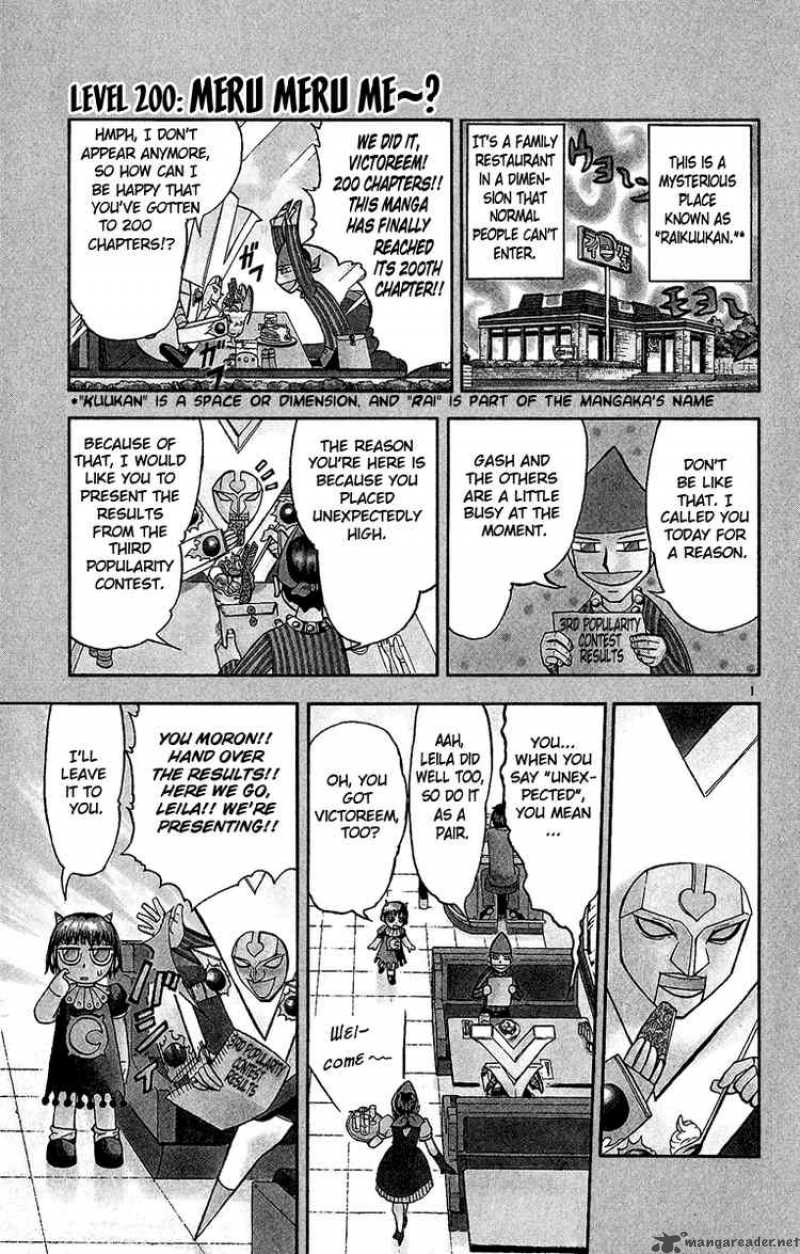 LEVEL 200: MERU MERU ME~?
THIS IS A
MYSTERIOUS
PLACE
KNOWN AS
"RAIKUUKAN."*
IT'S A FAMILY
RESTAURANT
IN A DIMEN-
SION THAT
NORMAL
PEOPLE CAN'T
ENTER.
WE DID IT,
VICTOREEM!
200 CHAPTERS!!
THIS MANGA
HAS FINALLY
REACHED
ITS 200TH
CHAPTER!!
HMPH, I DON'T
APPEAR ANYMORE,
SO HOW CAN I
BE HAPPY THAT
YOU'VE GOTTEN
TO 200
CHAPTERS!?
ガッ
ガッ
*"KUUKAN" IS A SPACE OR DIMENSION, AND "RAI" IS PART OF THE MANGAKA'S NAME
DON'T
BE LIKE
THAT. I
CALLED YOU
TODAY FOR
A REASON.
GASH AND
THE OTHERS
ARE A LITTLE
BUSY AT THE
MOMENT.
3RD POPULARITY
CONTEST
RESULTS
THE REASON
YOU'RE HERE IS
BECAUSE YOU
PLACED
UNEXPECTEDLY
HIGH.
BECAUSE OF
THAT, I WOULD
LIKE YOU TO
PRESENT THE
RESULTS
FROM THE
THIRD
POPULARITY
CONTEST.
1
YOU...
WHEN YOU
SAY "UNEX-
PECTED",
YOU MEAN
...
AAH,
LEILA DID
WELL TOO,
SO DO IT
AS A
PAIR.
OH, YOU
GOT
VICTOREEM,
TOO?
WEL-
COME~~
YOU MORON!!
HAND OVER
THE RESULTS!!
HERE WE GO,
LEILA!! WE'RE
PRESENTING!!
I'LL
LEAVE
IT TO
YOU.
3RD POPULARITY
CONTEST
RESULTS
mangareader.net